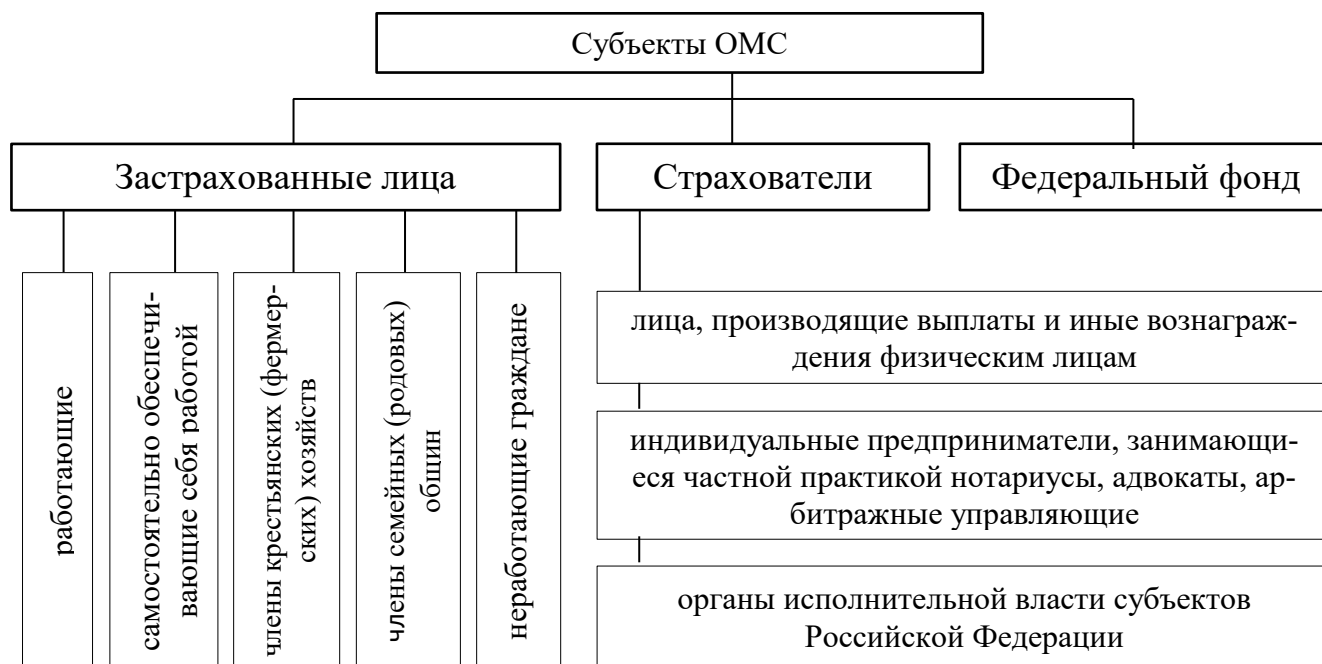 Субъекты ОМС
Застрахованные лица
Страхователи
Федеральный фонд
работающие
самостоятельно обеспечи-
вающие себя работой
члены крестьянских (фермер-
ских) хозяйств
члены семейных (родовых)
общин
неработающие граждане
лица, производящие выплаты и иные вознаграж-
дения физическим лицам
индивидуальные предприниматели, занимающи-
еся частной практикой нотариусы, адвокаты, ар-
битражные управляющие
органы исполнительной власти субъектов
Российской Федерации